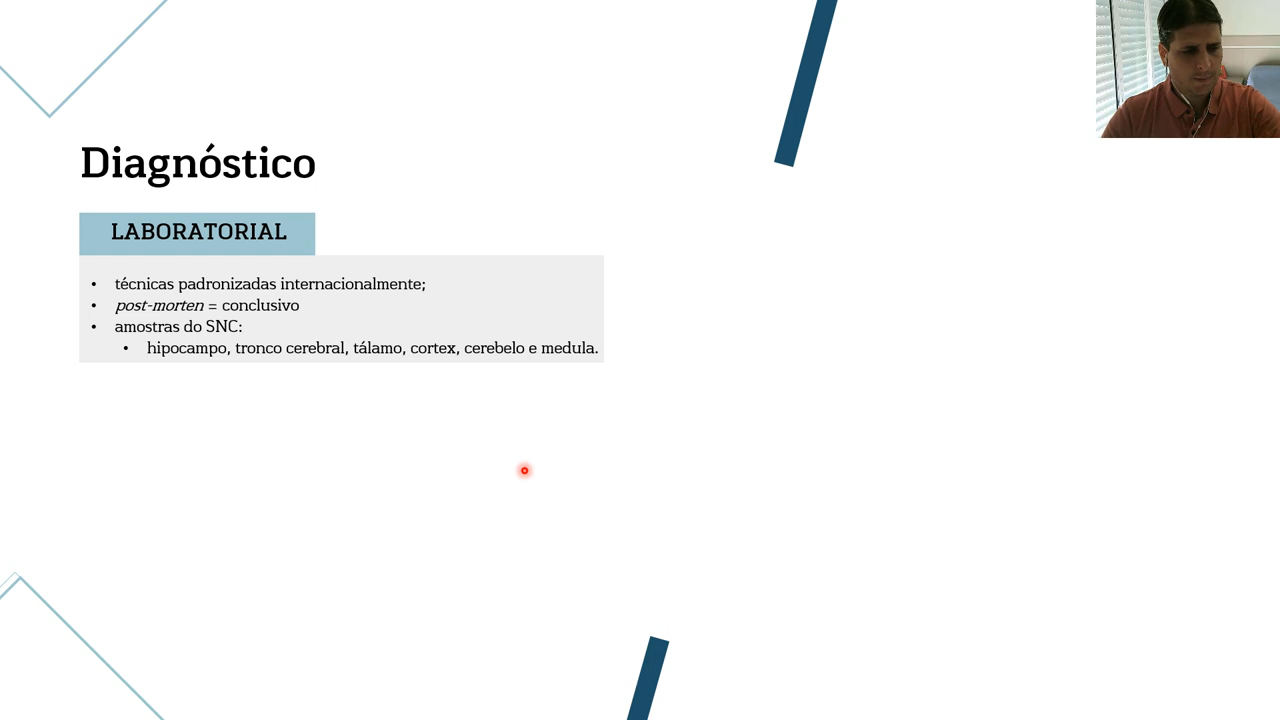 Diagnóstico
LABORATORIAL
• técnicas padronizadas internacionalmente;
• post-morten = conclusivo
• amostras do SNC:
• hipocampo, tronco cerebral, tálamo, cortex, cerebelo e medula.